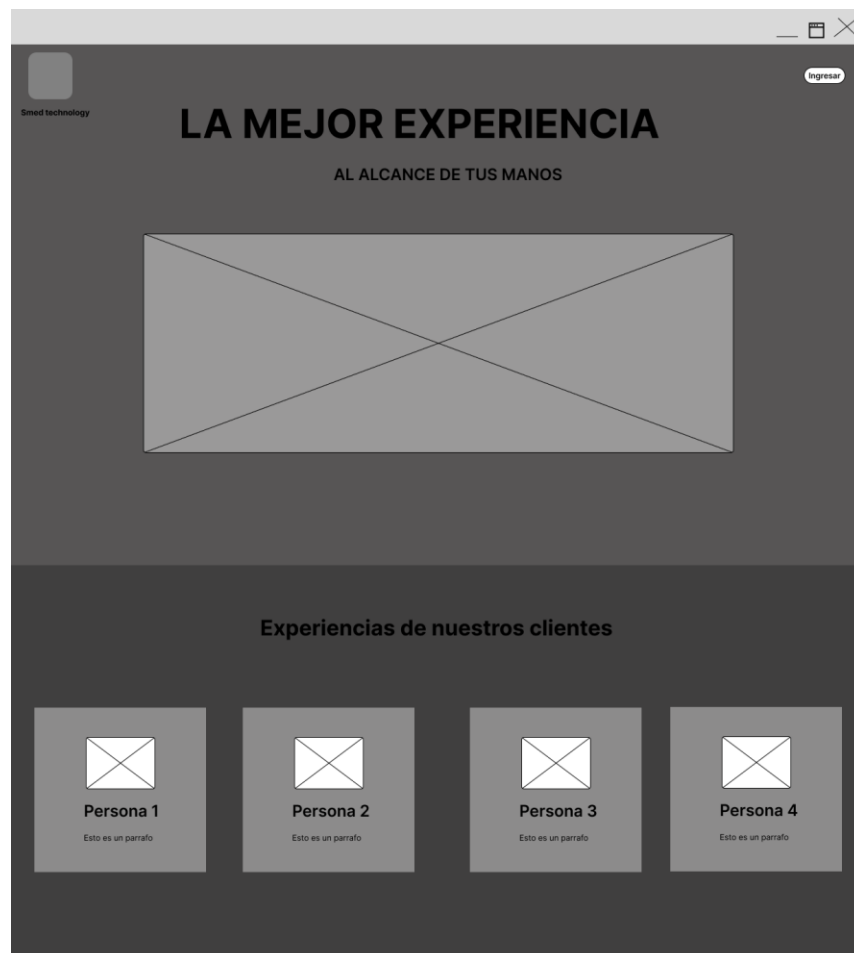 Ingresar
Smed technology
LA MEJOR EXPERIENCIA
AL ALCANCE DE TUS MANOS
Experiencias de nuestros clientes
Persona 1
Esto es un parrafo
Persona 2
Esto es un parrafo
Persona 3
Esto es un parrafo
Persona 4
Esto es un parrafo